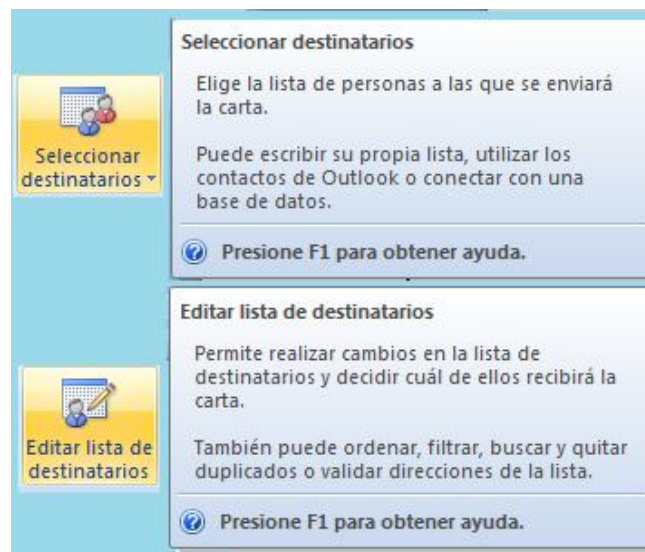 Seleccionar
destinatarios
Seleccionar destinatarios
Elige la lista de personas a las que se enviará
la carta.
Puede escribir su propia lista, utilizar los
contactos de Outlook o conectar con una
base de datos.
Presione F1 para obtener ayuda.
Editar lista de
destinatarios
Editar lista de destinatarios
Permite realizar cambios en la lista de
destinatarios y decidir cuál de ellos recibirá la
carta.
También puede ordenar, filtrar, buscar y quitar
duplicados o validar direcciones de la lista.
Presione F1 para obtener ayuda.